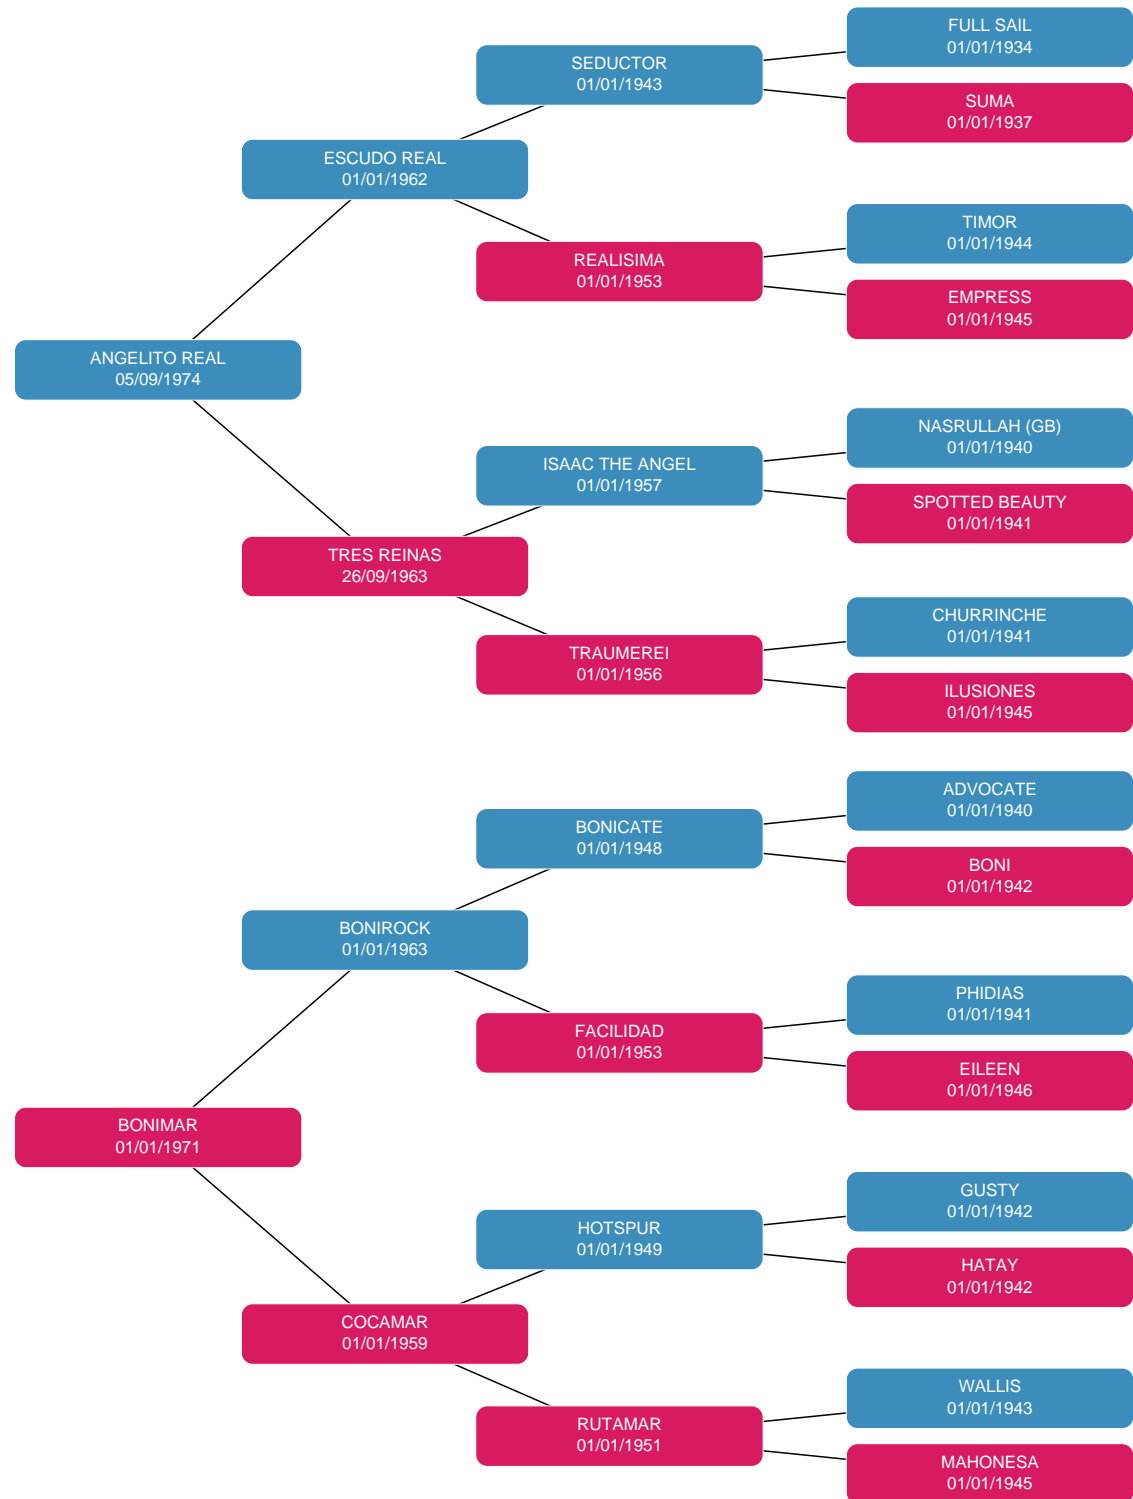 FULL SAIL
01/01/1934
SEDUCTOR
01/01/1943
SUMA
01/01/1937
ESCUDO REAL
01/01/1962
TIMOR
01/01/1944
REALISIMA
01/01/1953
EMPRESS
01/01/1945
ANGELITO REAL
05/09/1974
NASRULLAH (GB)
01/01/1940
ISAAC THE ANGEL
01/01/1957
SPOTTED BEAUTY
01/01/1941
TRES REINAS
26/09/1963
CHURRINCHE
01/01/1941
TRAUMEREI
01/01/1956
ILUSIONES
01/01/1945
ADVOCATE
01/01/1940
BONICATE
01/01/1948
BONI
01/01/1942
BONIROCK
01/01/1963
PHIDIAS
01/01/1941
FACILIDAD
01/01/1953
EILEEN
01/01/1946
BONIMAR
01/01/1971
GUSTY
01/01/1942
HOTSPUR
01/01/1949
HATAY
01/01/1942
COCAMAR
01/01/1959
WALLIS
01/01/1943
RUTAMAR
01/01/1951
MAHONESA
01/01/1945